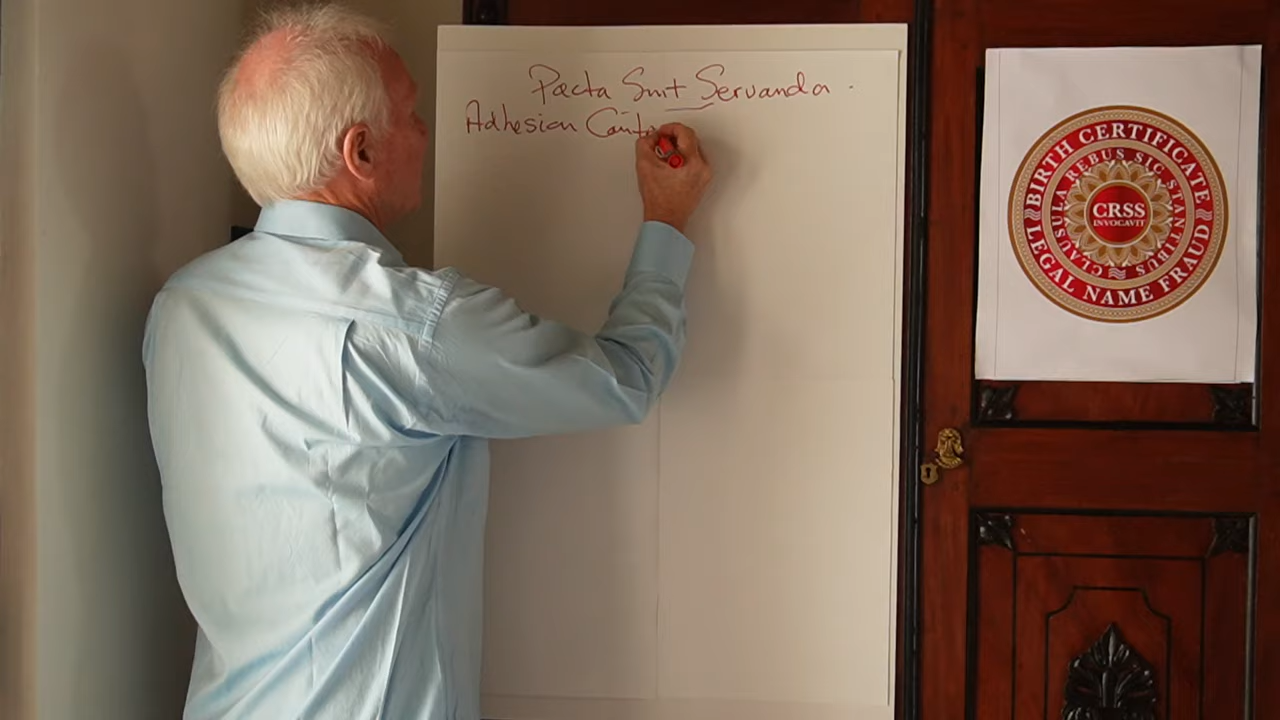 Pacta Sunt Servanda.
Adhesion
BIRTH CERTIFICATE
LEGAL NAME FRAUD
CLAUSULA REBUS SIC STANTIBUS
CRSS
INVOCAVIT